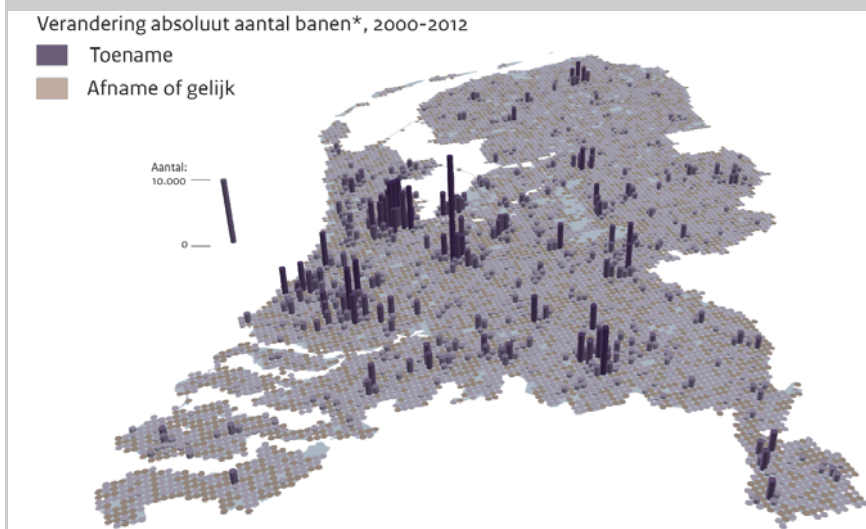 Verandering absoluut aantal banen*, 2000-2012
Toename
Afname of gelijk
Aantal:
10.000
0